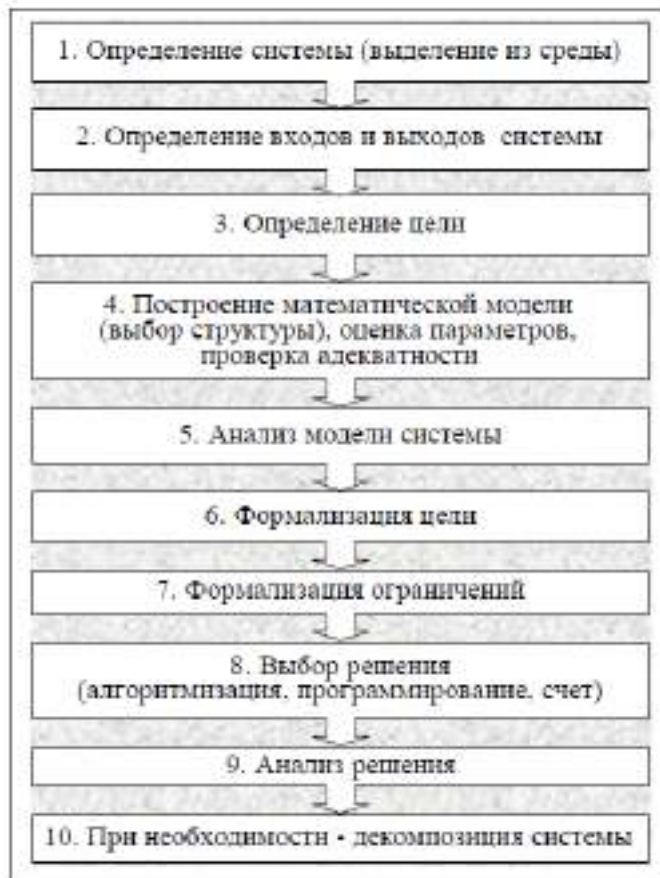 1. Определение системы (выделение из среды)
2. Определение входов и выходов системы
3. Определение цели
4. Построение математической модели
(выбор структуры), оценка параметров,
проверка адекватности
5. Анализ модели системы
6. Формализация цели
7. Формализация ограничений
8. Выбор решения
(алгоритмизация, программирование, счет)
9. Анализ решения
10. При необходимости - декомпозиция системы